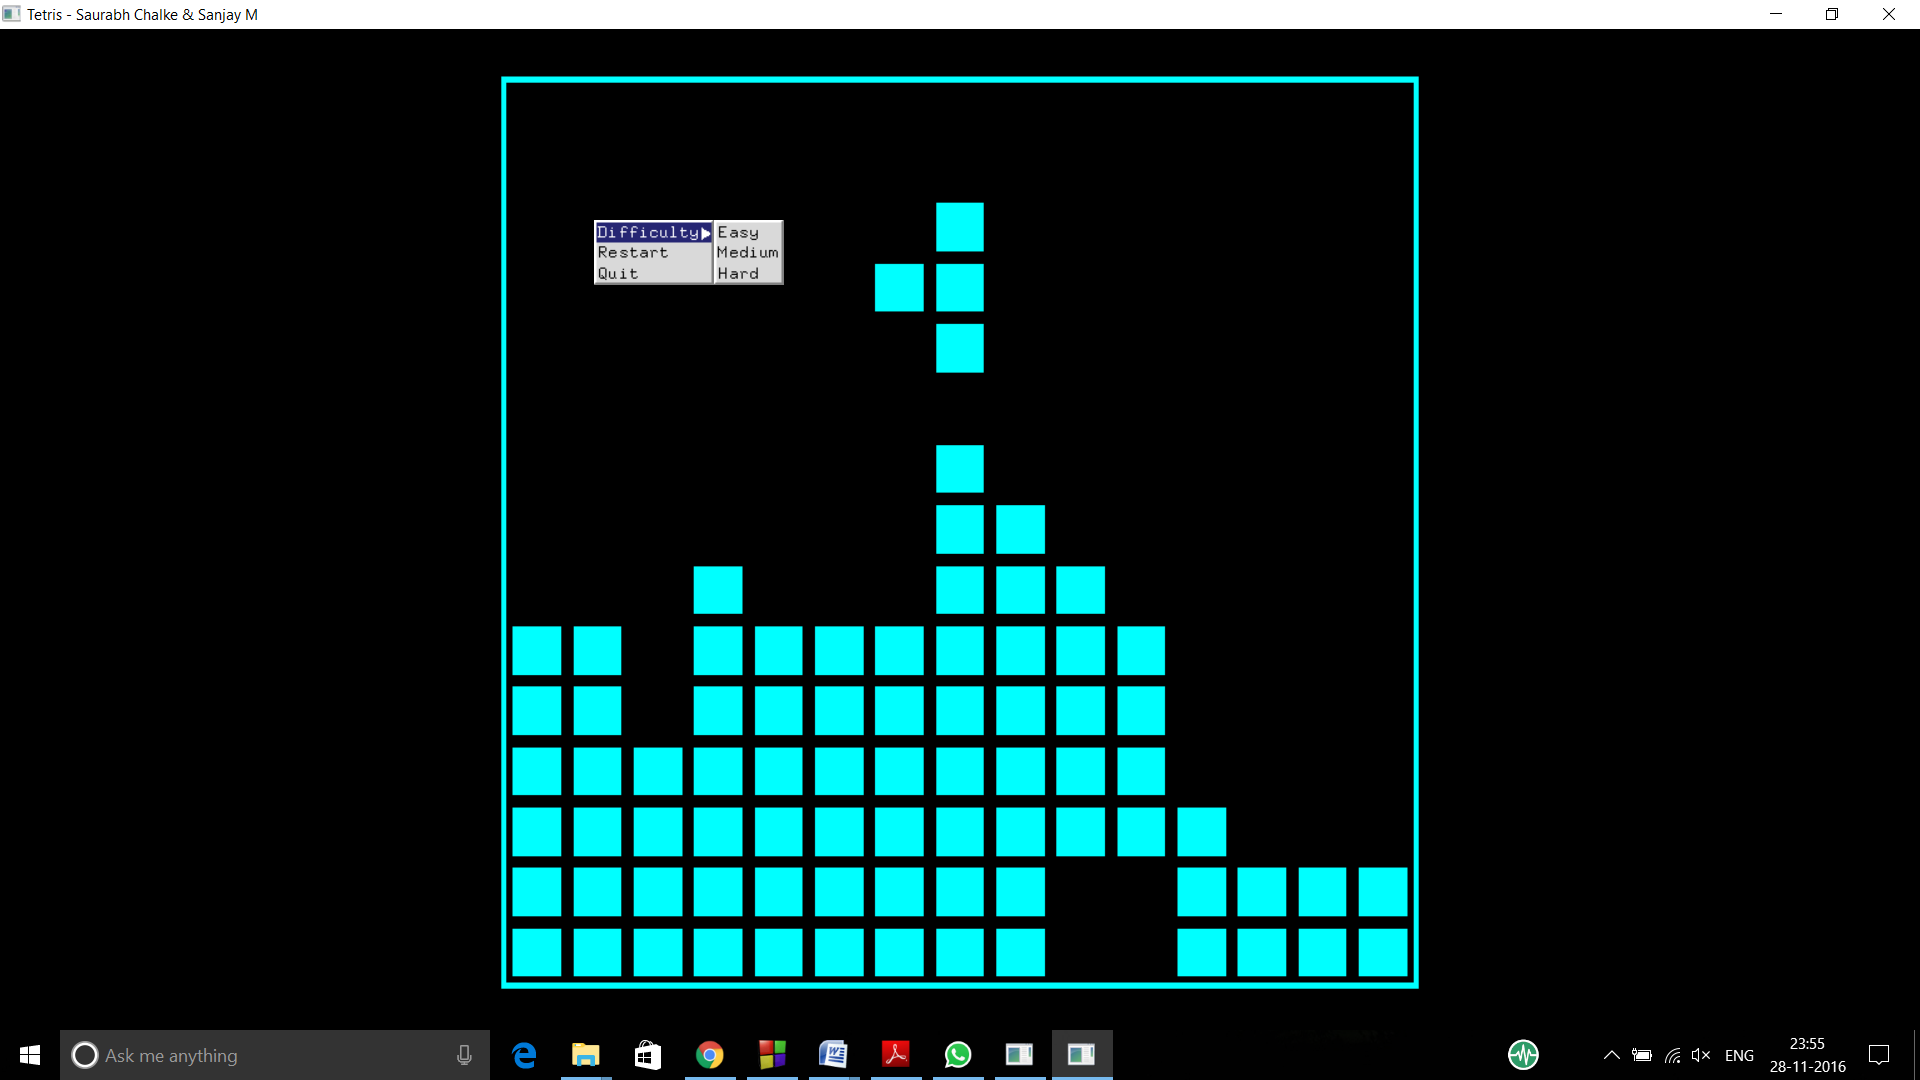 Tetris - Saurabh Chalke & Sanjay M
Difficulty Easy
Restart Medium
Quit Hard
Ask me anything
ENG
23:55
28-11-2016